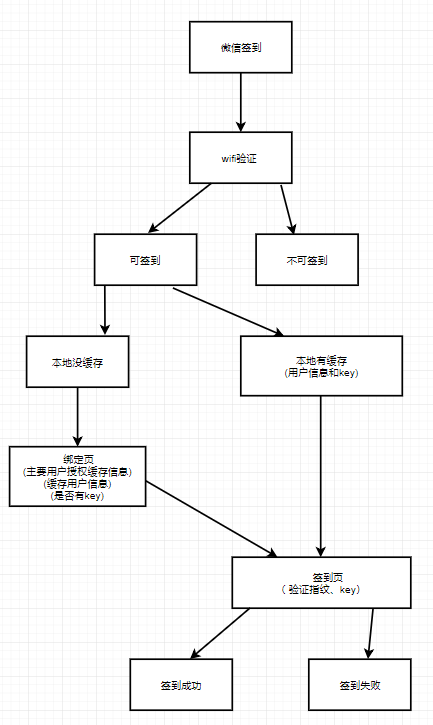 微信签到
wifi验证
可签到
不可签到
本地没缓存
本地有缓存
(用户信息和key)
绑定页
(主要用户授权缓存信息)
(缓存用户信息)
(是否有key)
签到页
（ 验证指纹、key）
签到成功
签到失败